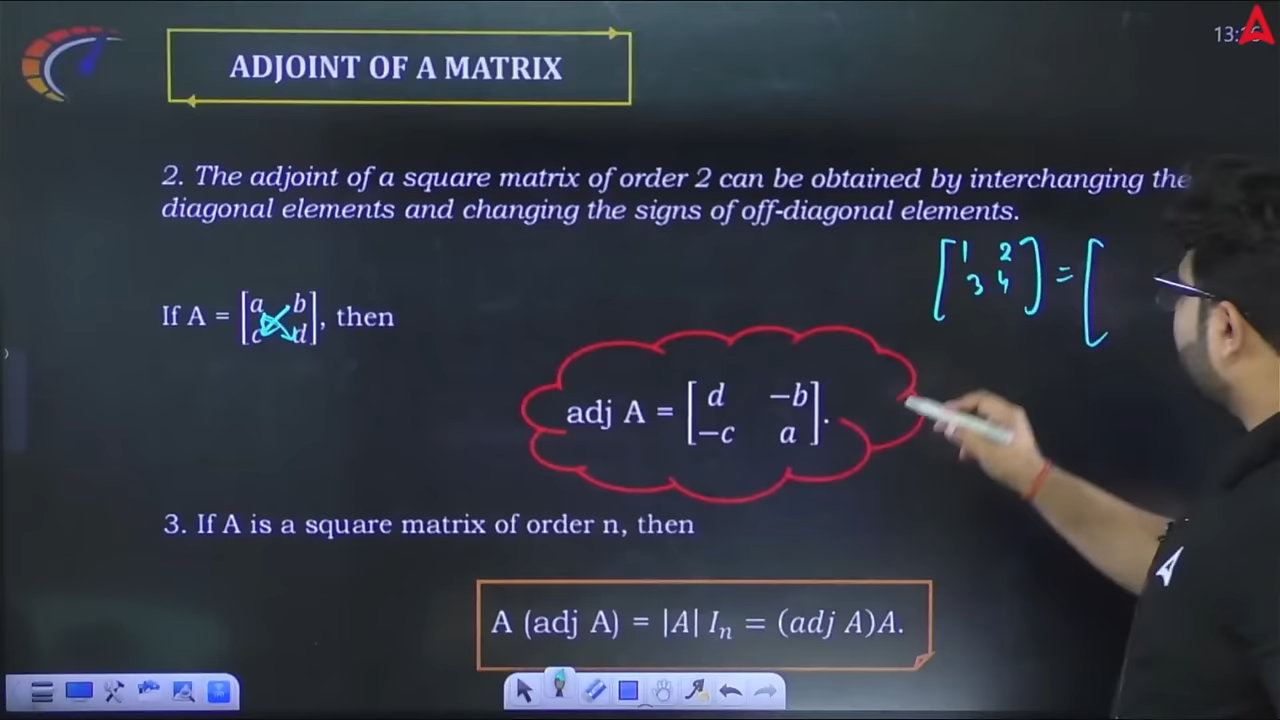 13:
ADJOINT OF A MATRIX
2. The adjoint of a square matrix of order 2 can be obtained by interchanging the
diagonal elements and changing the signs of off-diagonal elements.
[1 2
3 4] = [
If A = [a b
c d], then
adj A = [d −b
−c a].
3. If A is a square matrix of order n, then
A (adj A) = |A| Iₙ = (adj A)A.